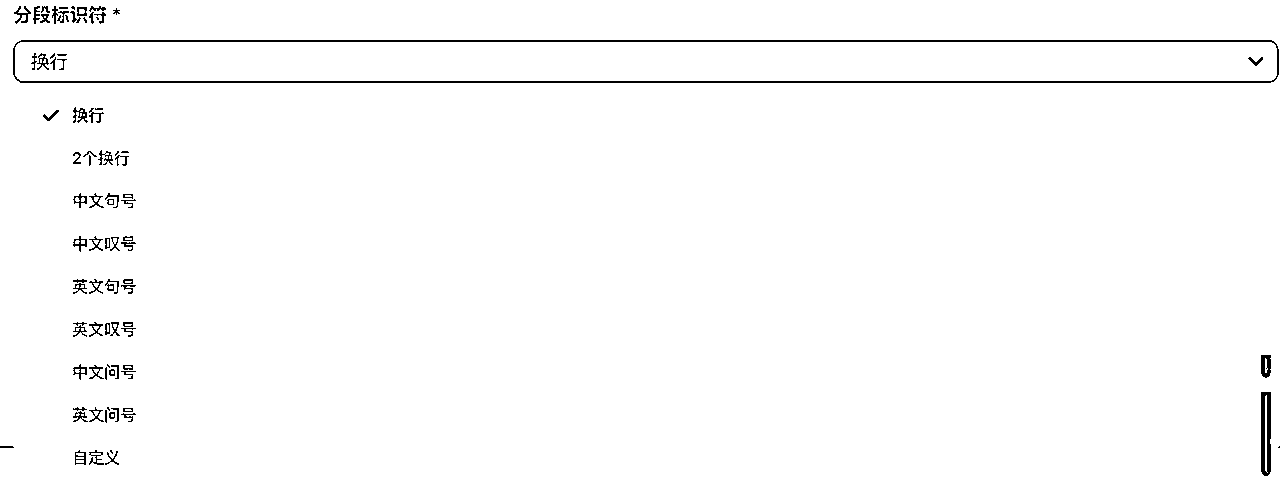 分段标识符 *
换行
换行
2个换行
中文句号
中文叹号
英文句号
英文叹号
中文问号
英文问号
自定义